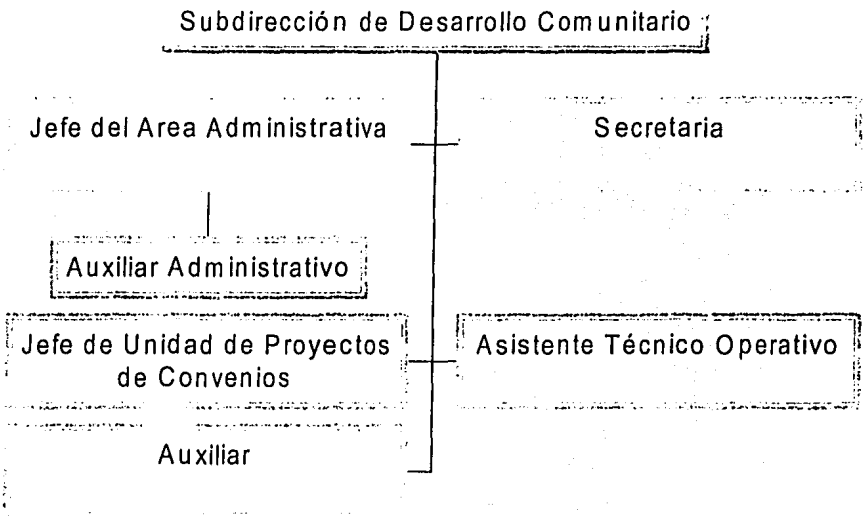 Subdirección de Desarrollo Comunitario
Jefe del Area Administrativa
Secretaria
Auxiliar Administrativo
Jefe de Unidad de Proyectos
de Convenios
Asistente Técnico Operativo
Auxiliar